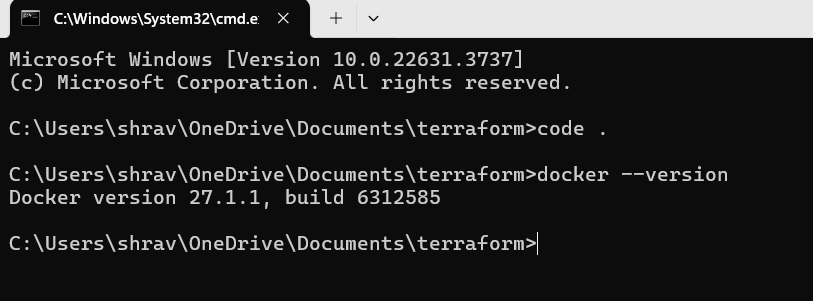 C:\Windows\System32\cmd.e
Microsoft Windows [Version 10.0.22631.3737]
(c) Microsoft Corporation. All rights reserved.
C:\Users\shrav\OneDrive\Documents\terraform>code .
C:\Users\shrav\OneDrive\Documents\terraform>docker --version
Docker version 27.1.1, build 6312585
C:\Users\shrav\OneDrive\Documents\terraform>